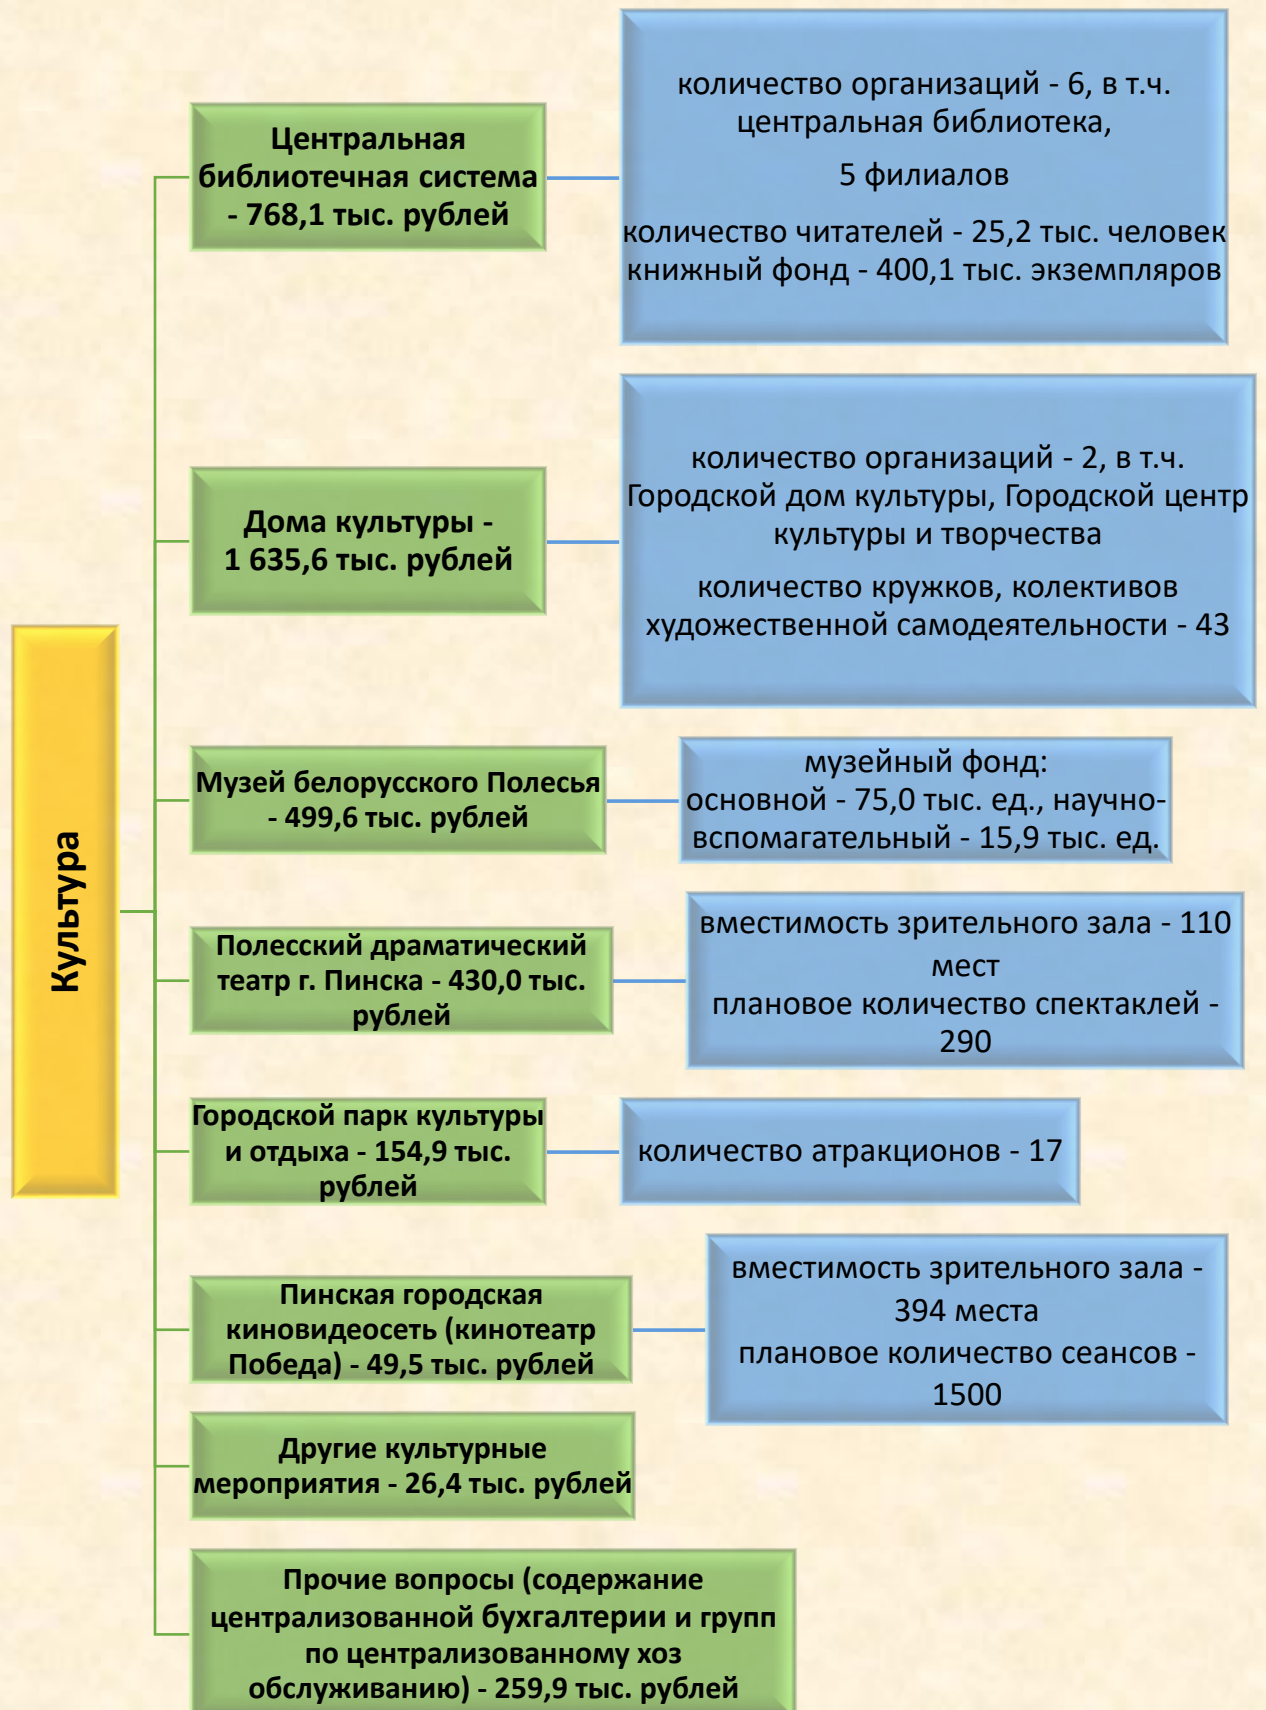 Культура
Центральная
библиотечная система
- 768,1 тыс. рублей
количество организаций - 6, в т.ч.
центральная библиотека,
5 филиалов
количество читателей - 25,2 тыс. человек
книжный фонд - 400,1 тыс. экземпляров
Дома культуры -
1 635,6 тыс. рублей
количество организаций - 2, в т.ч.
Городской дом культуры, Городской центр
культуры и творчества
количество кружков, колективов
художественной самодеятельности - 43
Музей белорусского Полесья
- 499,6 тыс. рублей
музейный фонд:
основной - 75,0 тыс. ед., научно-
вспомагательный - 15,9 тыс. ед.
Полесский драматический
театр г. Пинска - 430,0 тыс.
рублей
вместимость зрительного зала - 110
мест
плановое количество спектаклей -
290
Городской парк культуры
и отдыха - 154,9 тыс.
рублей
количество атракционов - 17
Пинская городская
киновидеосеть (кинотеатр
Победа) - 49,5 тыс. рублей
вместимость зрительного зала -
394 места
плановое количество сеансов -
1500
Другие культурные
мероприятия - 26,4 тыс. рублей
Прочие вопросы (содержание
централизованной бухгалтерии и групп
по централизованному хоз
обслуживанию) - 259,9 тыс. рублей